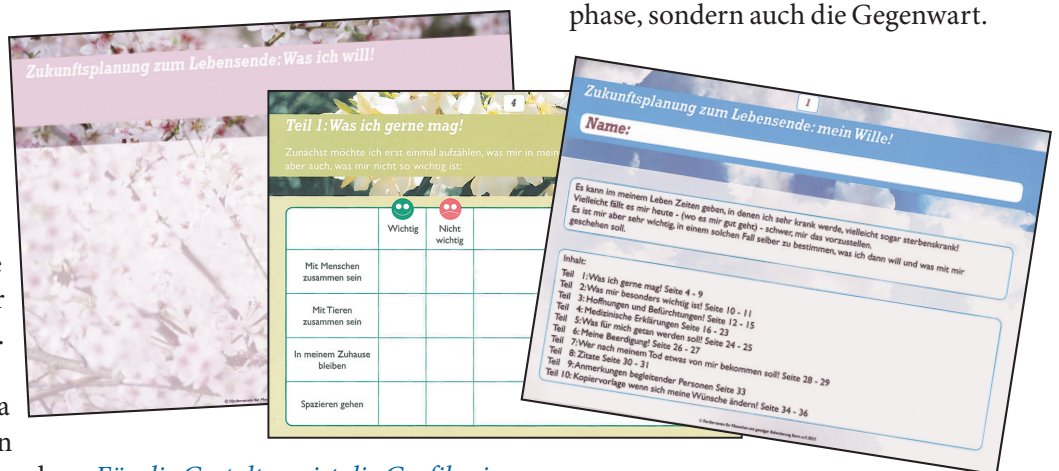 phase, sondern auch die Gegenwart.
Zukunftsplanung zum Lebensende: Was ich will!
4
Teil 1: Was ich gerne mag!
Zunächst möchte ich erst einmal aufzählen, was mir in mein
aber auch, was mir nicht so wichtig ist:
Wichtig
Nicht
wichtig
Mit Menschen
zusammen sein
Mit Tieren
zusammen sein
In meinem Zuhause
bleiben
Spazieren gehen
1
Zukunftsplanung zum Lebensende: mein Wille!
Name:
Es kann im meinem Leben Zeiten geben, in denen ich sehr krank werde, vielleicht sogar sterbenskrank!
Vielleicht fällt es mir heute - (wo es mir gut geht) - schwer, mir das vorzustellen.
Es ist mir aber sehr wichtig, in einem solchen Fall selber zu bestimmen, was ich dann will und was mit mir
geschehen soll.
Inhalt:
Teil 1: Was ich gerne mag! Seite 4 - 9
Teil 2: Was mir besonders wichtig ist! Seite 10 - 11
Teil 3: Hoffnungen und Befürchtungen! Seite 12 - 15
Teil 4: Medizinische Erklärungen Seite 16 - 23
Teil 5: Was für mich getan werden soll! Seite 24 - 25
Teil 6: Meine Beerdigung! Seite 26 - 27
Teil 7: Wer nach meinem Tod etwas von mir bekommen soll! Seite 28 - 29
Teil 8: Zitate Seite 30 - 31
Teil 9: Anmerkungen begleitender Personen Seite 33
Teil 10: Kopiervorlage wenn sich meine Wünsche ändern! Seite 34 - 36